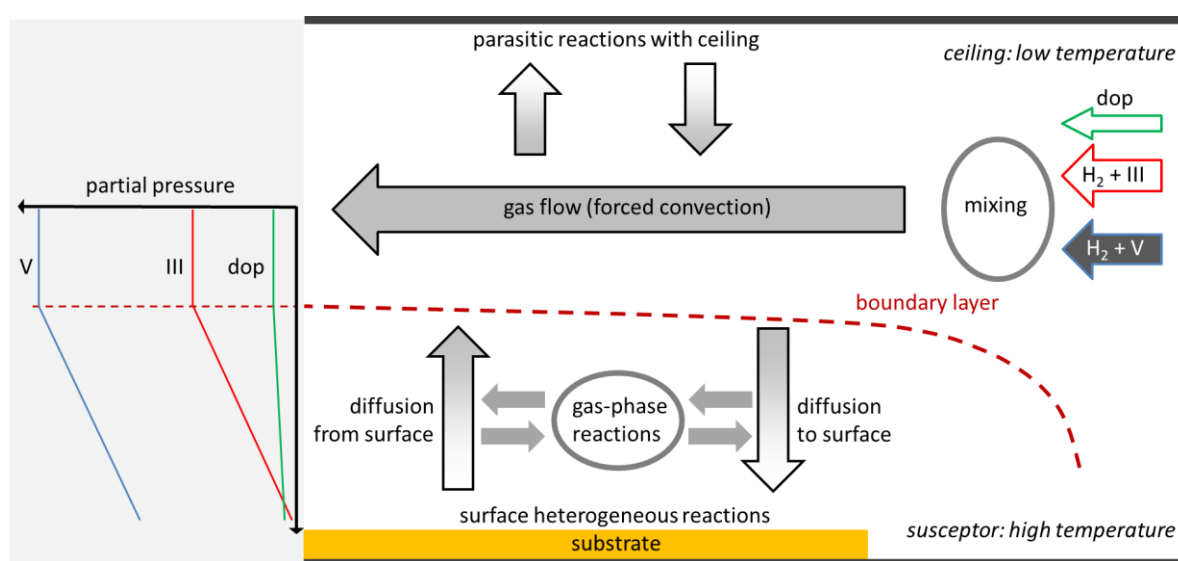 parasitic reactions with ceiling
ceiling: low temperature
dop
H₂ + III
mixing
H₂ + V
gas flow (forced convection)
partial pressure
V
III
dop
boundary layer
diffusion
from surface
gas-phase
reactions
diffusion
to surface
surface heterogeneous reactions
susceptor: high temperature
substrate